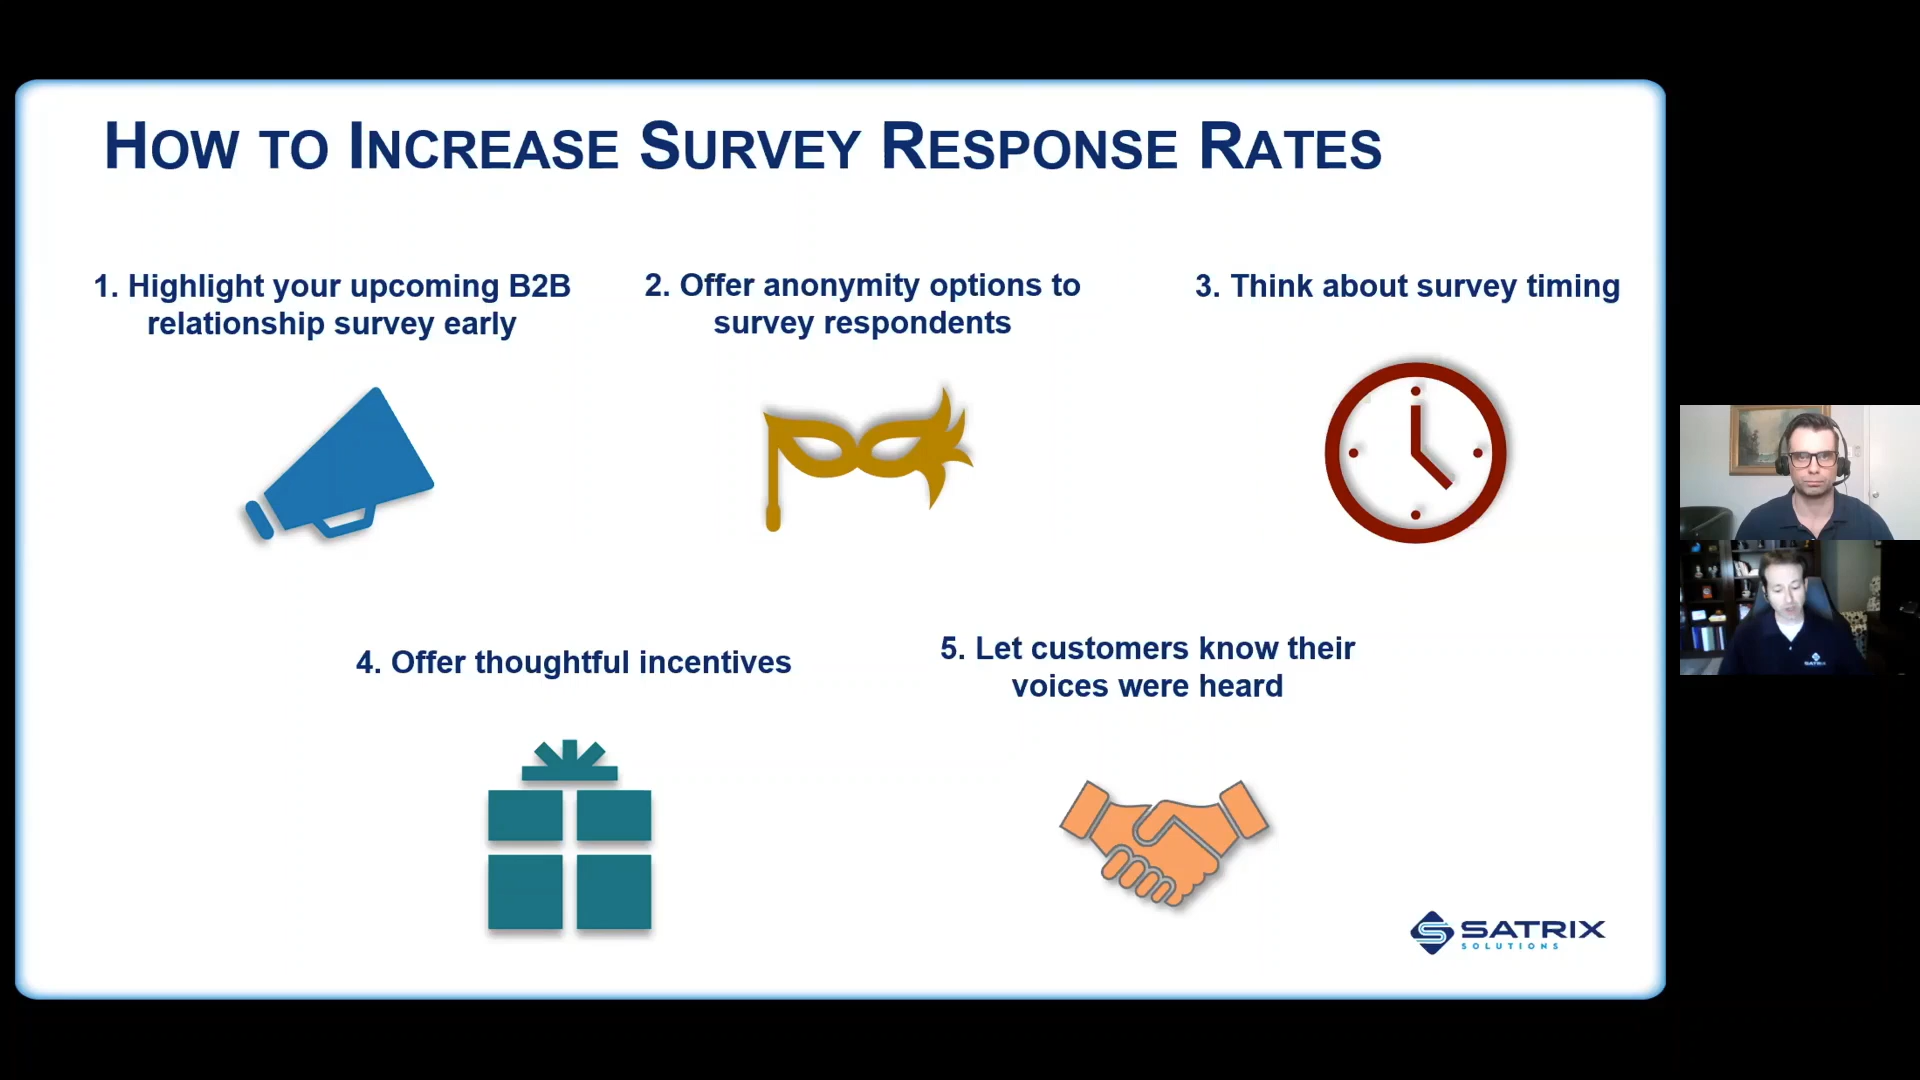 How to Increase Survey Response Rates
1. Highlight your upcoming B2B
relationship survey early
2. Offer anonymity options to
survey respondents
3. Think about survey timing
4. Offer thoughtful incentives
5. Let customers know their
voices were heard
SATRIX
SOLUTIONS
SATRIX